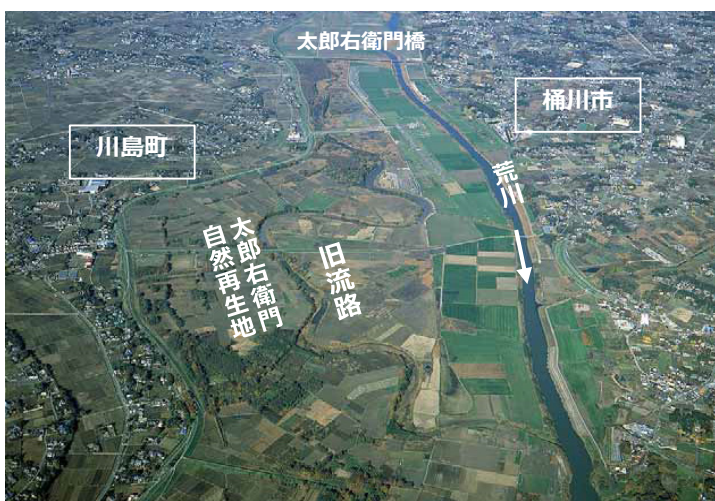 太郎右衛門橋
桶川市
川島町
荒川
太郎右衛門
自然再生地
旧流路